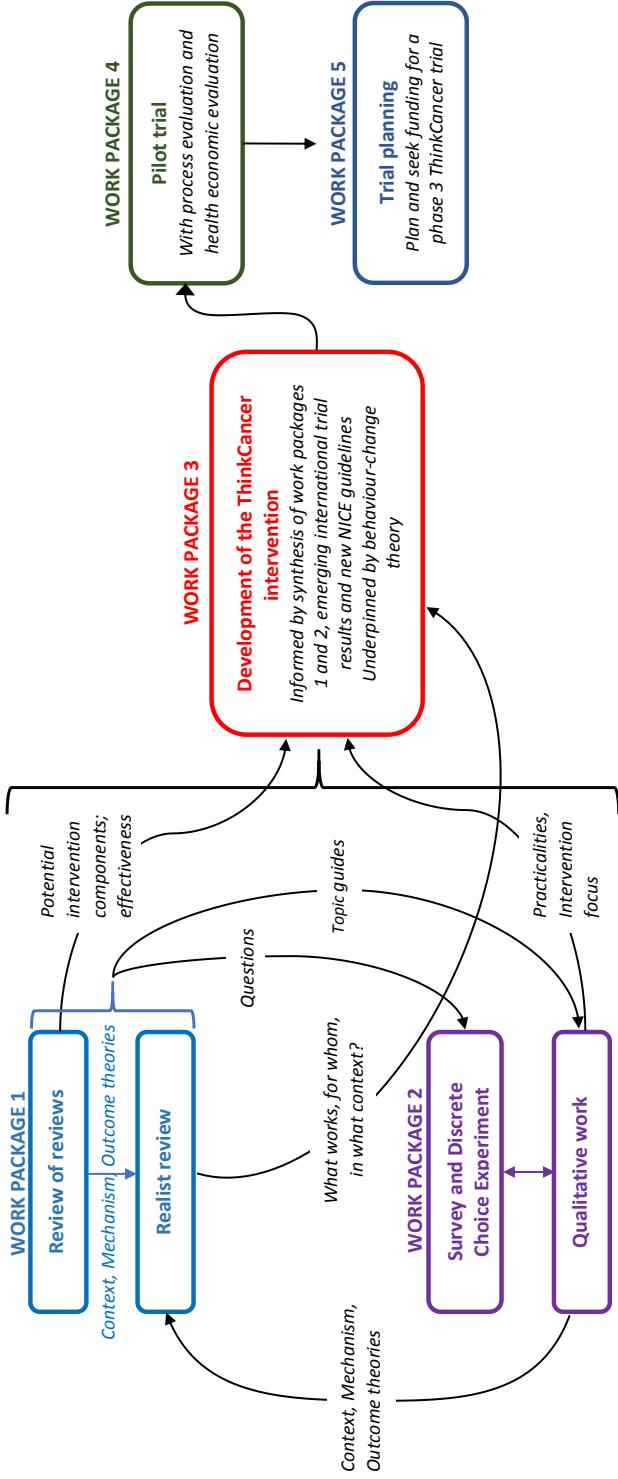 WORK PACKAGE 1
Review of reviews
Context, Mechanism, Outcome theories
Realist review
Potential
intervention
components;
effectiveness
Questions
Topic guides
What works, for whom,
in what context?
Context, Mechanism,
Outcome theories
WORK PACKAGE 2
Survey and Discrete
Choice Experiment
Qualitative work
Practicalities,
Intervention
focus
WORK PACKAGE 3
Development of the ThinkCancer
intervention
Informed by synthesis of work packages
1 and 2, emerging international trial
results and new NICE guidelines
Underpinned by behaviour-change
theory
WORK PACKAGE 4
Pilot trial
With process evaluation and
health economic evaluation
WORK PACKAGE 5
Trial planning
Plan and seek funding for a
phase 3 ThinkCancer trial